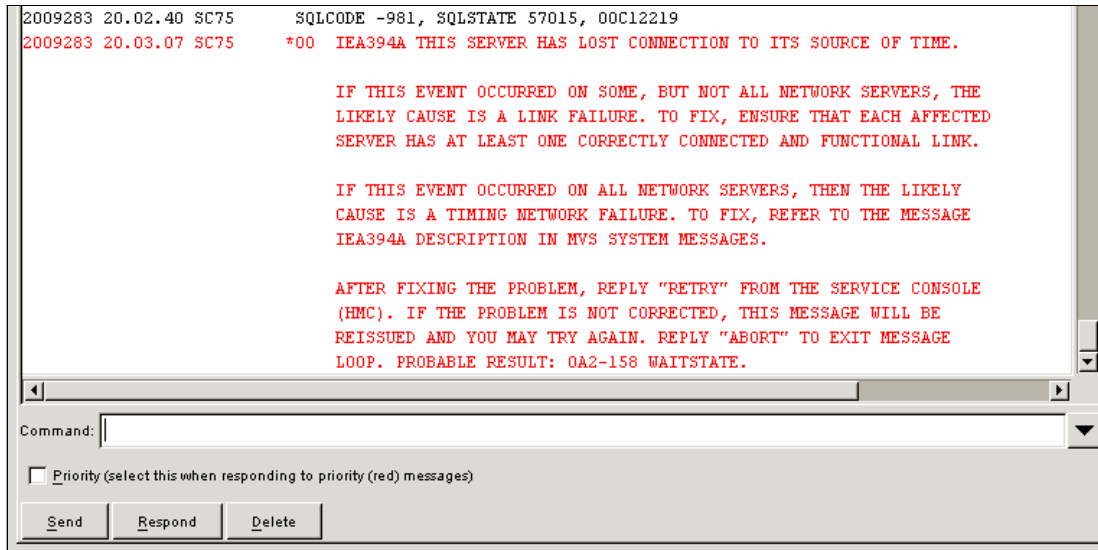 2009283 20.02.40 SC75 SQLCODE -981, SQLSTATE 57015, 00C12219
2009283 20.03.07 SC75 *00 IEA394A THIS SERVER HAS LOST CONNECTION TO ITS SOURCE OF TIME.
IF THIS EVENT OCCURRED ON SOME, BUT NOT ALL NETWORK SERVERS, THE
LIKELY CAUSE IS A LINK FAILURE. TO FIX, ENSURE THAT EACH AFFECTED
SERVER HAS AT LEAST ONE CORRECTLY CONNECTED AND FUNCTIONAL LINK.
IF THIS EVENT OCCURRED ON ALL NETWORK SERVERS, THEN THE LIKELY
CAUSE IS A TIMING NETWORK FAILURE. TO FIX, REFER TO THE MESSAGE
IEA394A DESCRIPTION IN MVS SYSTEM MESSAGES.
AFTER FIXING THE PROBLEM, REPLY "RETRY" FROM THE SERVICE CONSOLE
(HMC). IF THE PROBLEM IS NOT CORRECTED, THIS MESSAGE WILL BE
REISSUED AND YOU MAY TRY AGAIN. REPLY "ABORT" TO EXIT MESSAGE
LOOP. PROBABLE RESULT: 0A2-158 WAITSTATE.
Command:
Priority (select this when responding to priority (red) messages)
Send Respond Delete